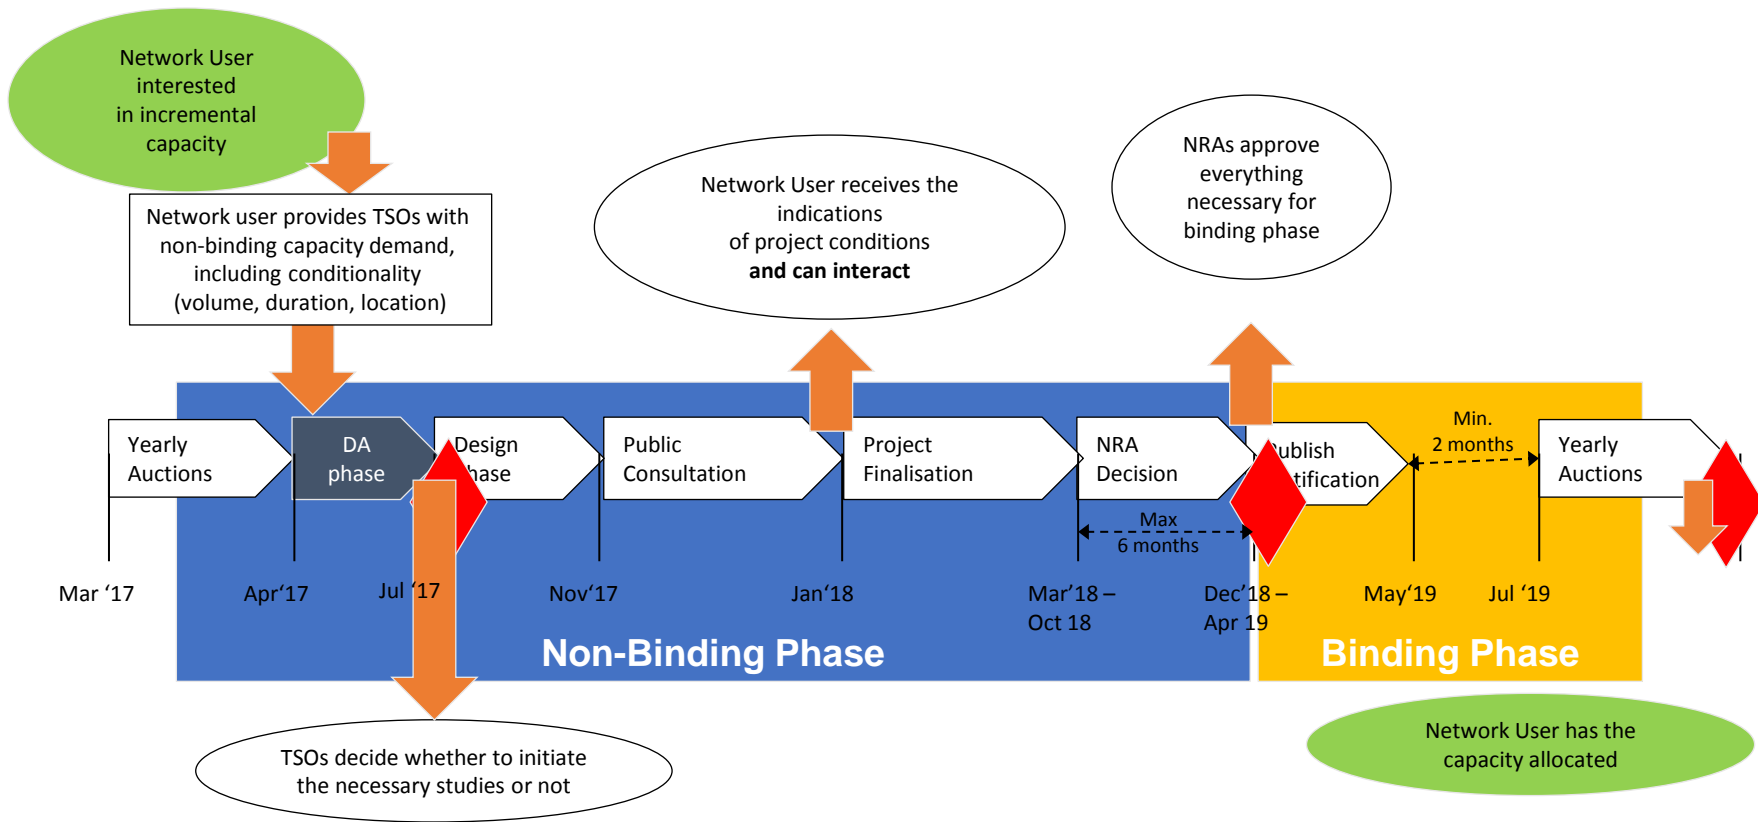 Network User
interested
in incremental
capacity
Network user provides TSOs with
non-binding capacity demand,
including conditionality
(volume, duration, location)
Network User receives the
indications
of project conditions
and can interact
NRAs approve
everything
necessary for
binding phase
Yearly
Auctions
DA
phase
Design
phase
Public
Consultation
Project
Finalisation
NRA
Decision
Publish
Notification
Min.
2 months
Yearly
Auctions
Max
6 months
Mar ‘17
Apr‘17
Jul ‘17
Nov‘17
Jan‘18
Mar’18 –
Oct 18
Dec’18 –
Apr 19
May‘19
Jul ‘19
Non-Binding Phase
Binding Phase
TSOs decide whether to initiate
the necessary studies or not
Network User has the
capacity allocated